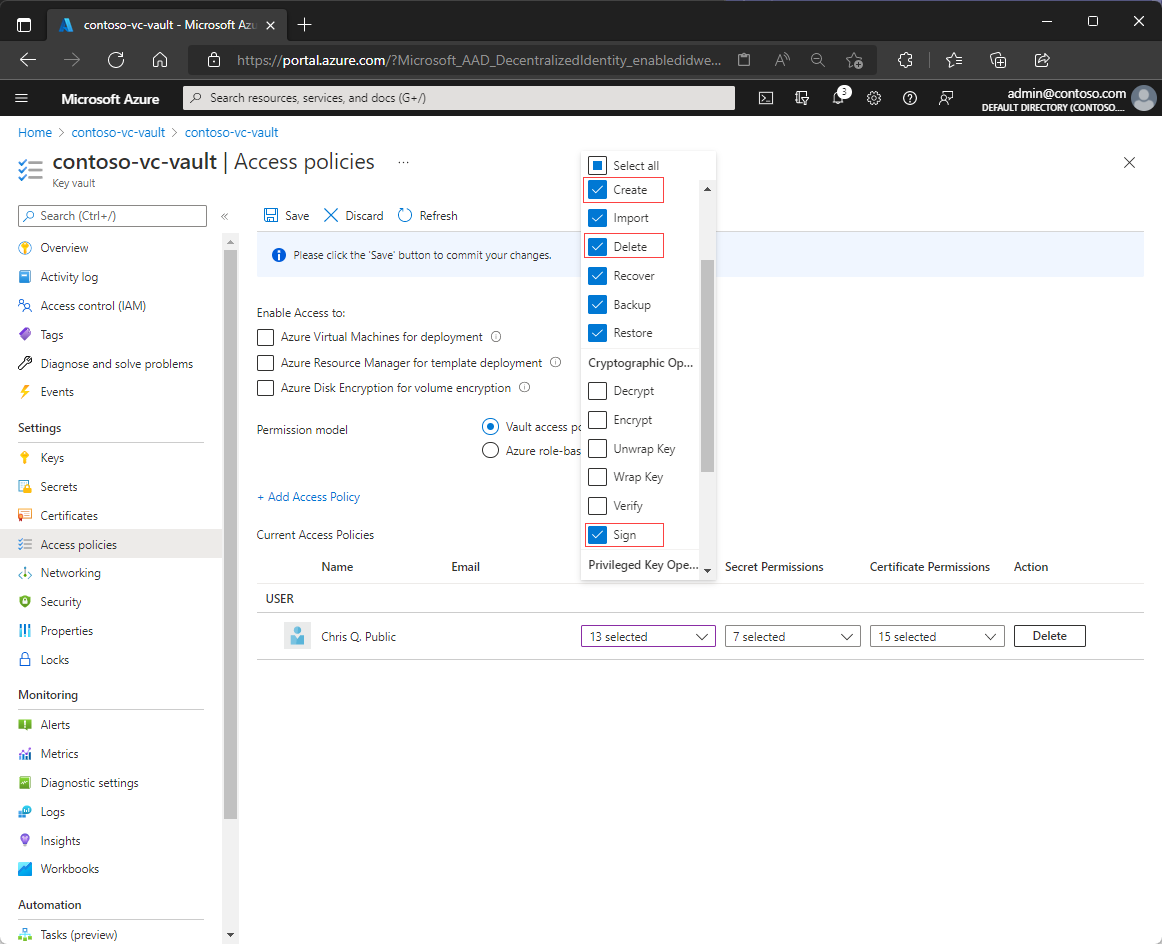 contoso-vc-vault - Microsoft Azu
https://portal.azure.com/?Microsoft_AAD_DecentralizedIdentity_enabledidwe...
Microsoft Azure
Search resources, services, and docs (G+/)
3
admin@contoso.com
DEFAULT DIRECTORY (CONTOSO....
Home > contoso-vc-vault > contoso-vc-vault
contoso-vc-vault | Access policies ...
Key vault
Search (Ctrl+/)
«
Overview
Activity log
Access control (IAM)
Tags
Diagnose and solve problems
Events
Settings
Keys
Secrets
Certificates
Access policies
Networking
Security
Properties
Locks
Monitoring
Alerts
Metrics
Diagnostic settings
Logs
Insights
Workbooks
Automation
Tasks (preview)
Save
Discard
Refresh
Please click the 'Save' button to commit your changes.
Enable Access to:
Azure Virtual Machines for deployment
Azure Resource Manager for template deployment
Azure Disk Encryption for volume encryption
Permission model
Vault access po
Azure role-bas
+ Add Access Policy
Current Access Policies
Select all
Create
Import
Delete
Recover
Backup
Restore
Cryptographic Op...
Decrypt
Encrypt
Unwrap Key
Wrap Key
Verify
Sign
Privileged Key Ope...
Name
Email
Secret Permissions
Certificate Permissions
Action
USER
Chris Q. Public
13 selected
7 selected
15 selected
Delete